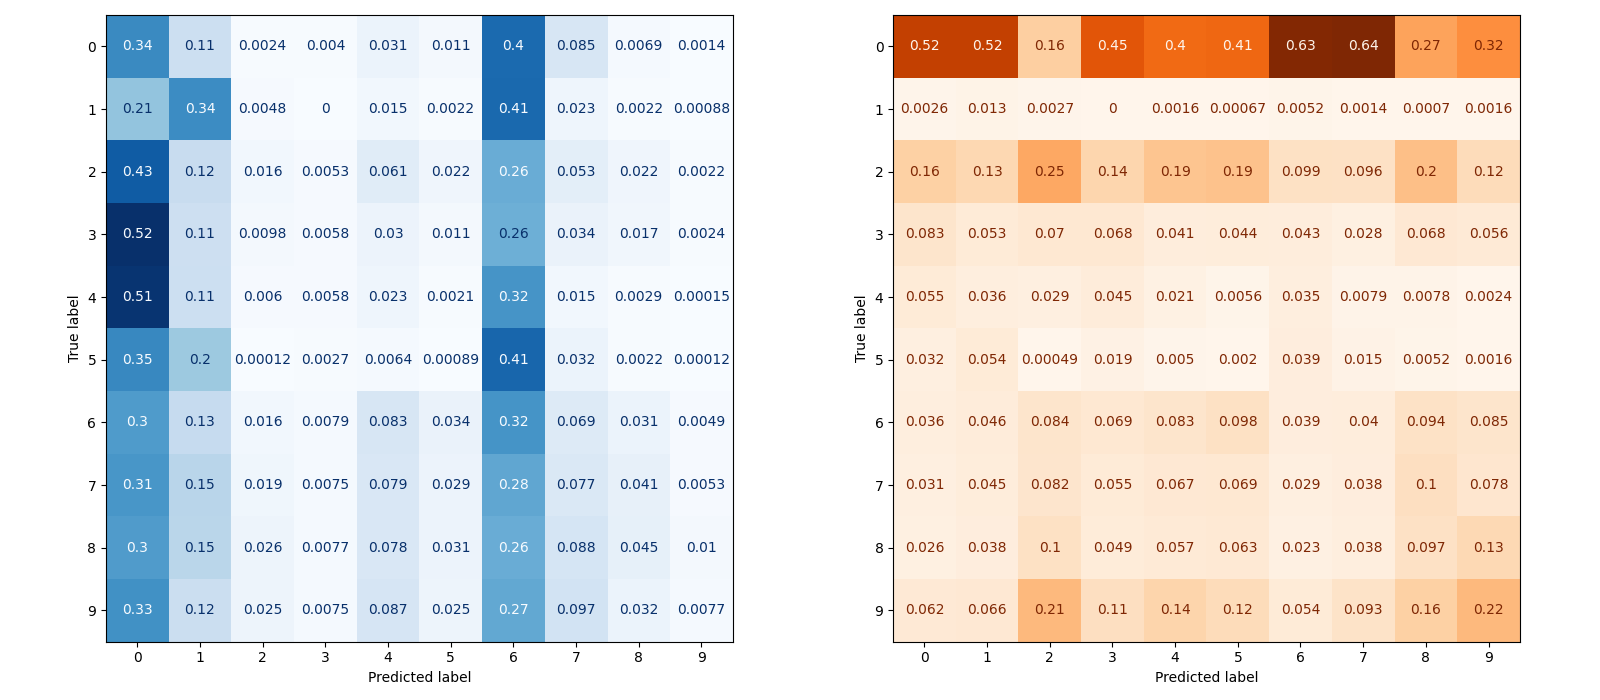 0 0.34 0.11 0.0024 0.004 0.031 0.011 0.4 0.085 0.0069 0.0014
1 0.21 0.34 0.0048 0 0.015 0.0022 0.41 0.023 0.0022 0.00088
2 0.43 0.12 0.016 0.0053 0.061 0.022 0.26 0.053 0.022 0.0022
3 0.52 0.11 0.0098 0.0058 0.03 0.011 0.26 0.034 0.017 0.0024
4 0.51 0.11 0.006 0.0058 0.023 0.0021 0.32 0.015 0.0029 0.00015
5 0.35 0.2 0.00012 0.0027 0.0064 0.00089 0.41 0.032 0.0022 0.00012
6 0.3 0.13 0.016 0.0079 0.083 0.034 0.32 0.069 0.031 0.0049
7 0.31 0.15 0.019 0.0075 0.079 0.029 0.28 0.077 0.041 0.0053
8 0.3 0.15 0.026 0.0077 0.078 0.031 0.26 0.088 0.045 0.01
9 0.33 0.12 0.025 0.0075 0.087 0.025 0.27 0.097 0.032 0.0077
0 1 2 3 4 5 6 7 8 9
Predicted label
True label
0 0.52 0.52 0.16 0.45 0.4 0.41 0.63 0.64 0.27 0.32
1 0.0026 0.013 0.0027 0 0.0016 0.00067 0.0052 0.0014 0.0007 0.0016
2 0.16 0.13 0.25 0.14 0.19 0.19 0.099 0.096 0.2 0.12
3 0.083 0.053 0.07 0.068 0.041 0.044 0.043 0.028 0.068 0.056
4 0.055 0.036 0.029 0.045 0.021 0.0056 0.035 0.0079 0.0078 0.0024
5 0.032 0.054 0.00049 0.019 0.005 0.002 0.039 0.015 0.0052 0.0016
6 0.036 0.046 0.084 0.069 0.083 0.098 0.039 0.04 0.094 0.085
7 0.031 0.045 0.082 0.055 0.067 0.069 0.029 0.038 0.1 0.078
8 0.026 0.038 0.1 0.049 0.057 0.063 0.023 0.038 0.097 0.13
9 0.062 0.066 0.21 0.11 0.14 0.12 0.054 0.093 0.16 0.22
0 1 2 3 4 5 6 7 8 9
Predicted label
True label